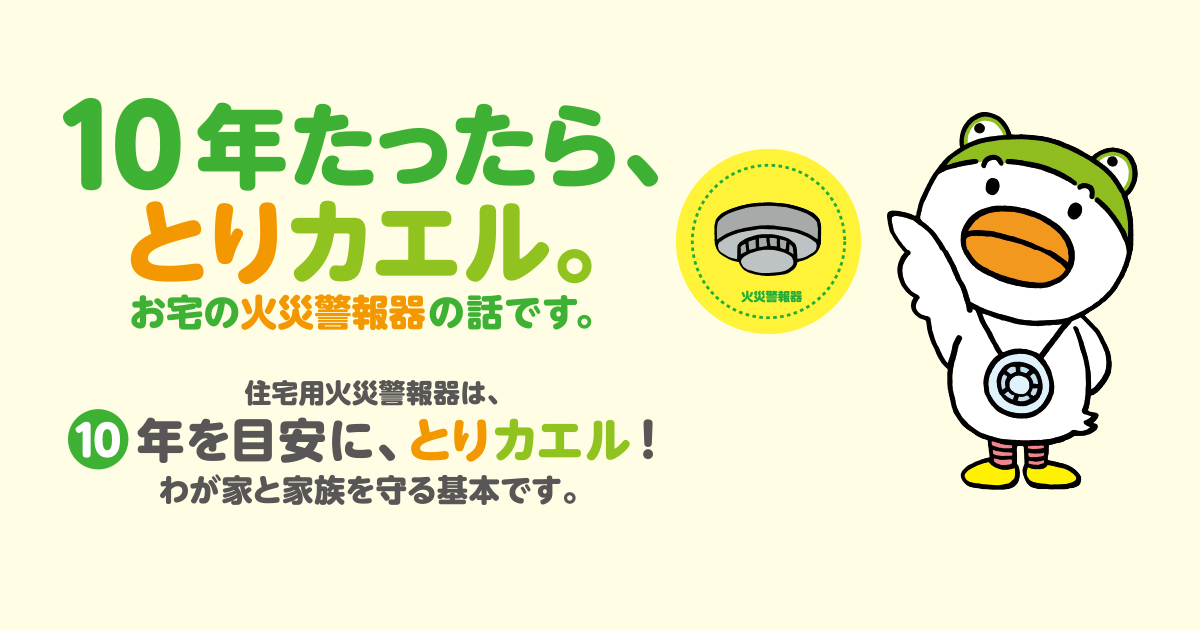 10年たったら、
とりカエル。
お宅の火災警報器の話です。
火災警報器
住宅用火災警報器は、
10年を目安に、とりカエル！
わが家と家族を守る基本です。